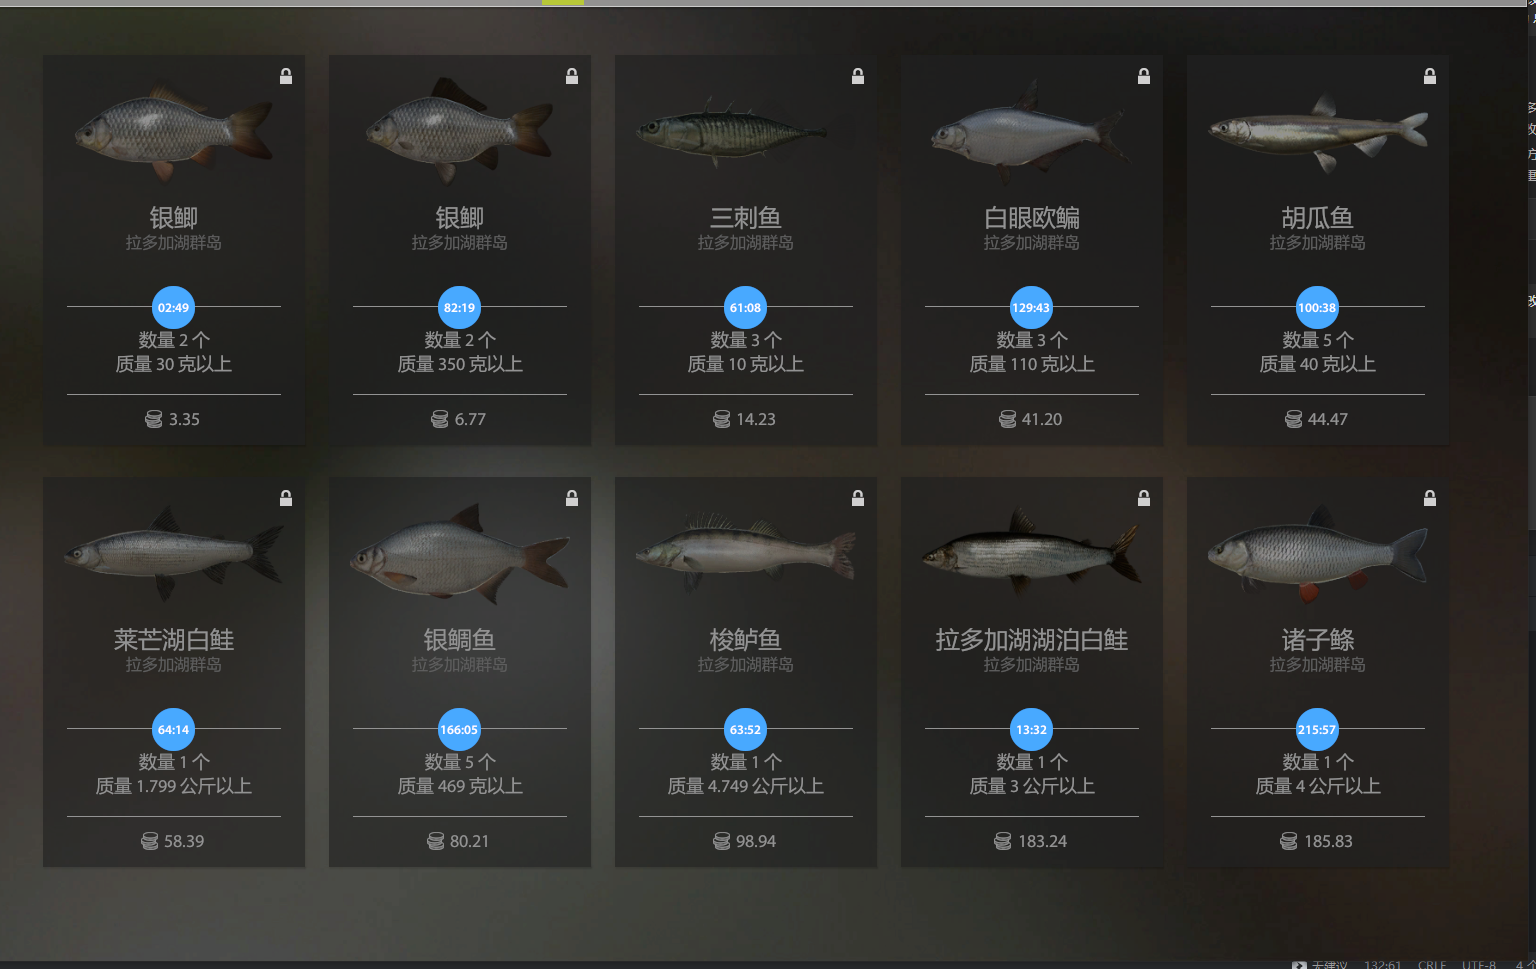 银鲫
拉多加湖群岛
02:49
数量 2 个
质量 30 克以上
3.35
银鲫
拉多加湖群岛
82:19
数量 2 个
质量 350 克以上
6.77
三刺鱼
拉多加湖群岛
61:08
数量 3 个
质量 10 克以上
14.23
白眼欧鳊
拉多加湖群岛
129:43
数量 3 个
质量 110 克以上
41.20
胡瓜鱼
拉多加湖群岛
100:38
数量 5 个
质量 40 克以上
44.47
莱芒湖白鲑
拉多加湖群岛
64:14
数量 1 个
质量 1.799 公斤以上
58.39
银鲷鱼
拉多加湖群岛
166:05
数量 5 个
质量 469 克以上
80.21
梭鲈鱼
拉多加湖群岛
63:52
数量 1 个
质量 4.749 公斤以上
98.94
拉多加湖湖泊白鲑
拉多加湖群岛
13:32
数量 1 个
质量 3 公斤以上
183.24
诸子鲦
拉多加湖群岛
215:57
数量 1 个
质量 4 公斤以上
185.83
无建议 132:61 CRLF UTF-8 4